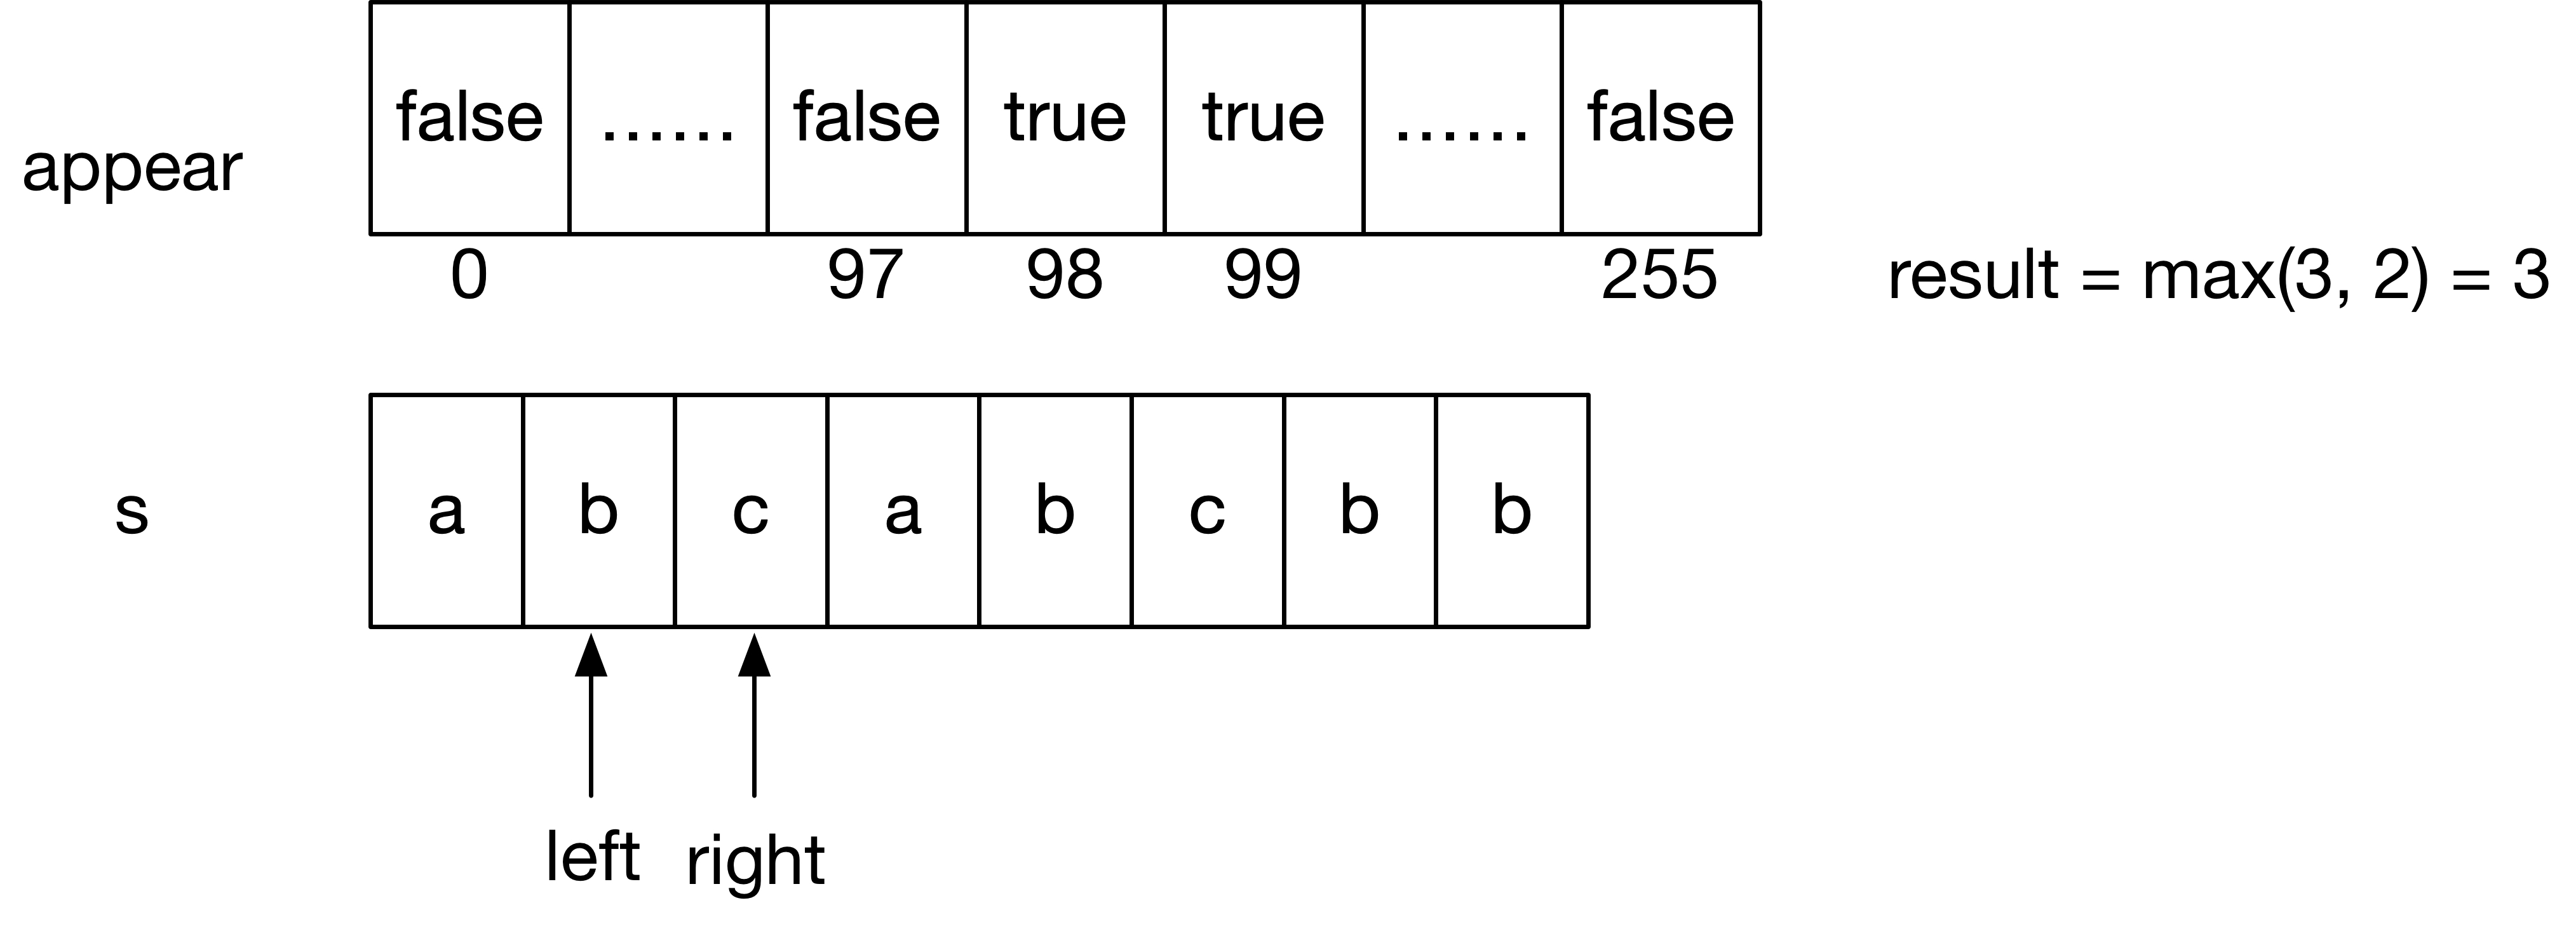 false ...... false true true ...... false
appear
0 97 98 99 255 result = max(3, 2) = 3
s a b c a b c b b
left right